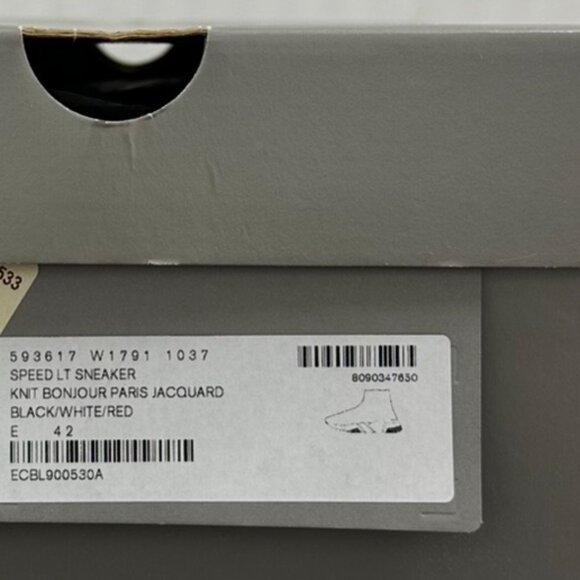 533
593617 W1791 1037
8090347650
SPEED LT SNEAKER
KNIT BONJOUR PARIS JACQUARD
BLACK/WHITE/RED
E 42
ECBL900530A